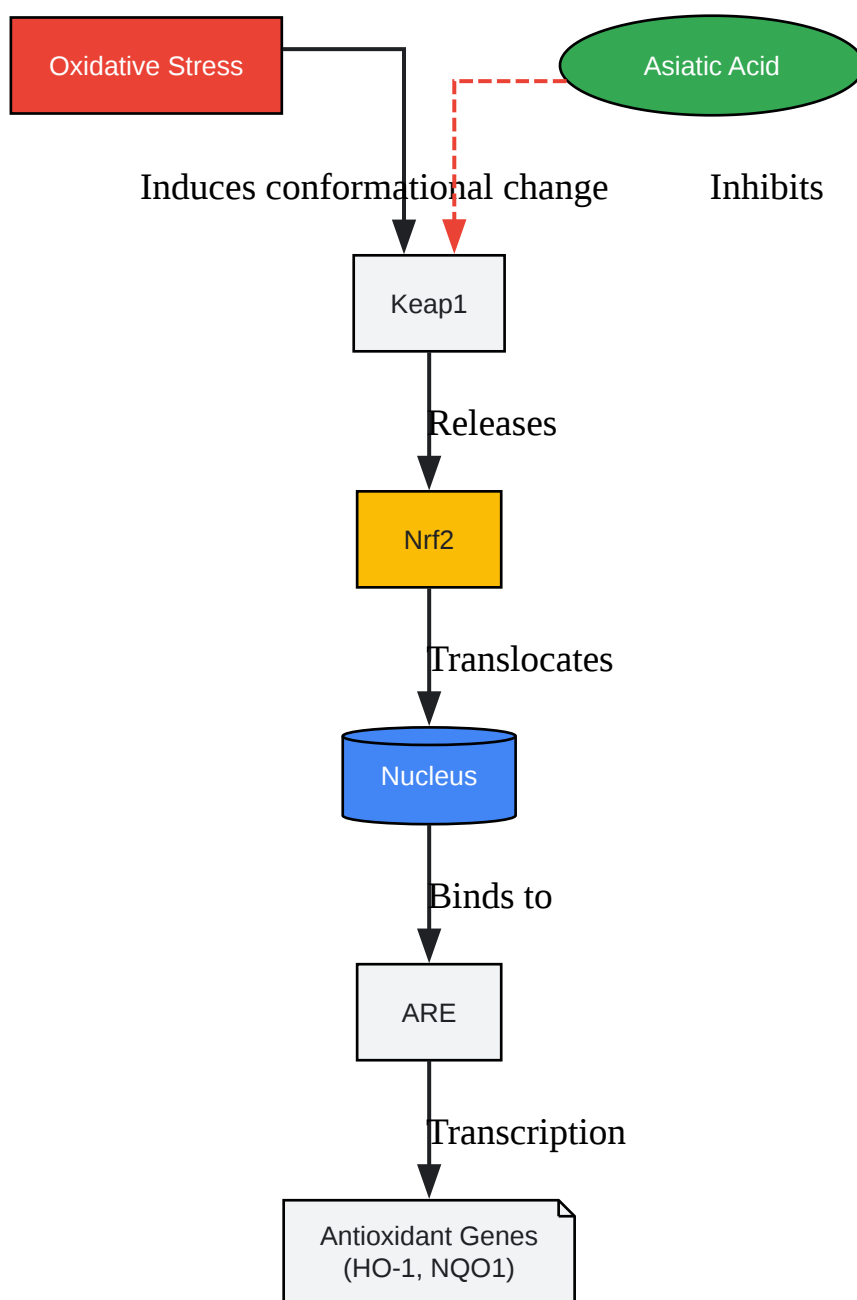 Oxidative Stress
Asiatic Acid
Induces conformational change
Inhibits
Keap1
Releases
Nrf2
Translocates
Nucleus
Binds to
ARE
Transcription
Antioxidant Genes
(HO-1, NQO1)